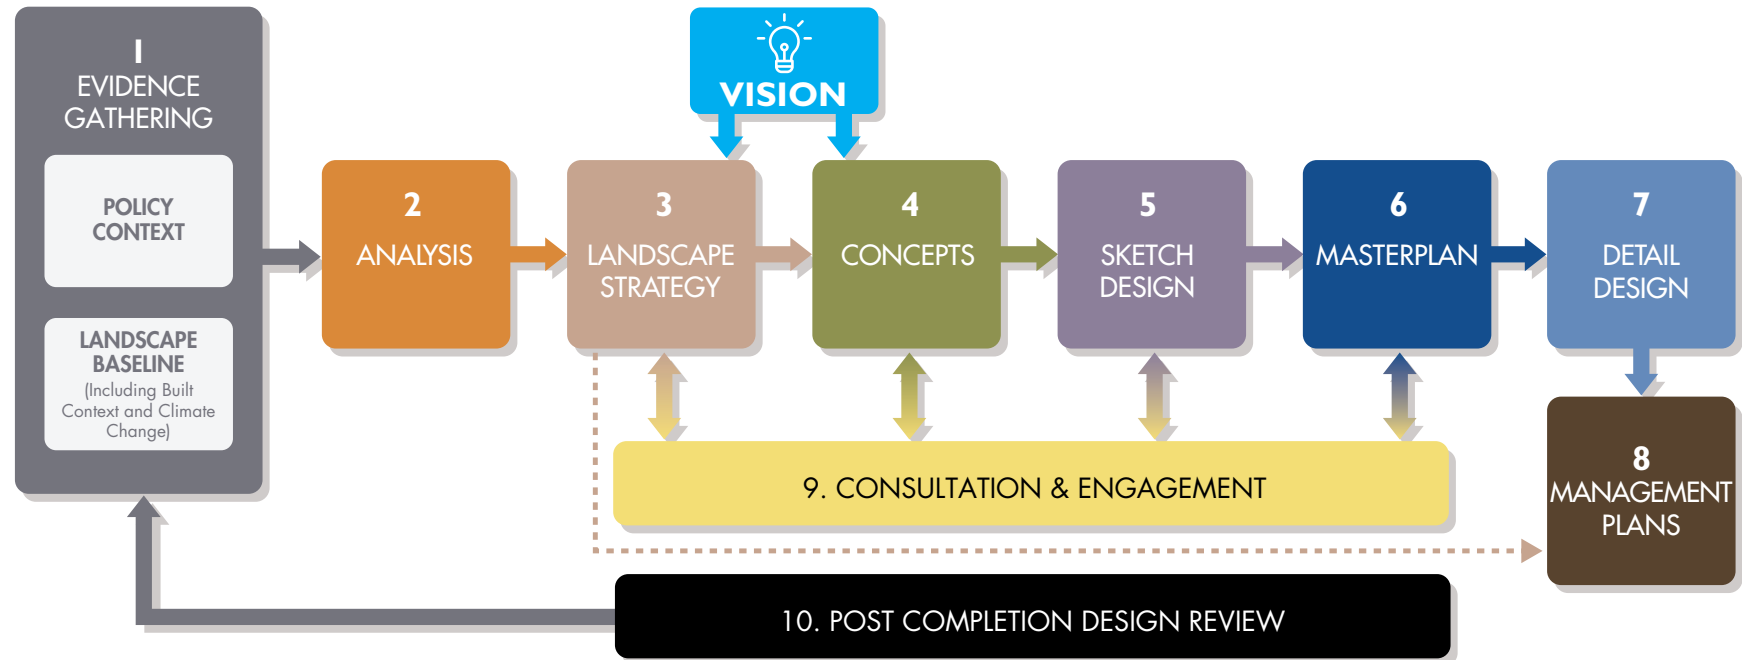 1
EVIDENCE
GATHERING
POLICY
CONTEXT
LANDSCAPE
BASELINE
(Including Built
Context and Climate
Change)
VISION
2
ANALYSIS
3
LANDSCAPE
STRATEGY
4
CONCEPTS
5
SKETCH
DESIGN
6
MASTERPLAN
7
DETAIL
DESIGN
8
MANAGEMENT
PLANS
9. CONSULTATION & ENGAGEMENT
10. POST COMPLETION DESIGN REVIEW